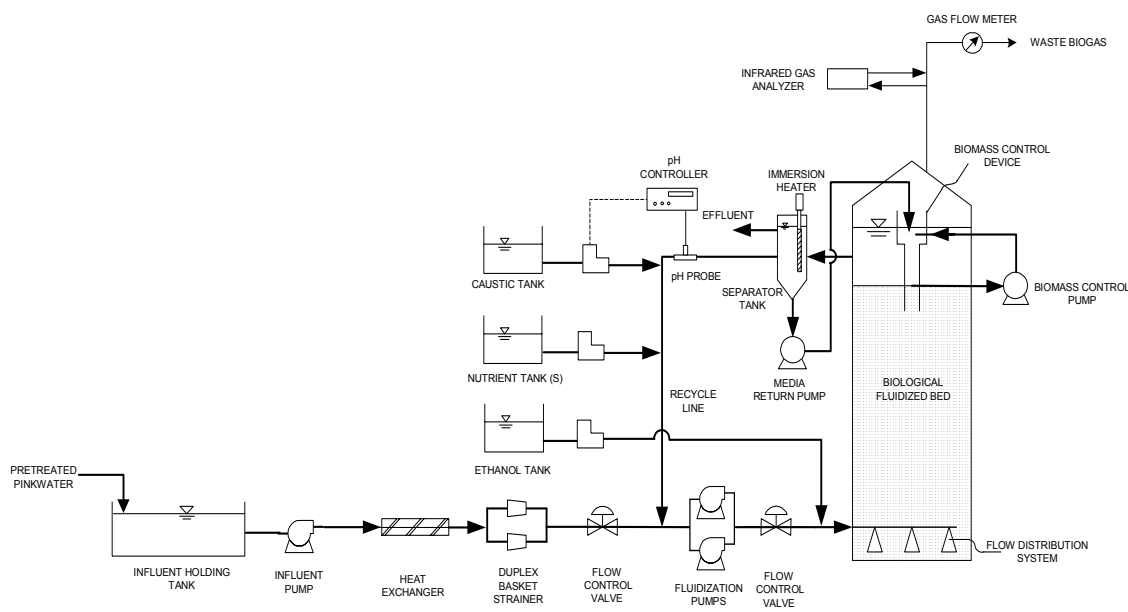 GAS FLOW METER
WASTE BIOGAS
INFRARED GAS
ANALYZER
BIOMASS CONTROL
DEVICE
pH
CONTROLLER
IMMERSION
HEATER
EFFLUENT
CAUSTIC TANK
pH PROBE
SEPARATOR
TANK
BIOMASS CONTROL
PUMP
NUTRIENT TANK (S)
RECYCLE
LINE
MEDIA
RETURN PUMP
BIOLOGICAL
FLUIDIZED BED
ETHANOL TANK
PRETREATED
PINKWATER
INFLUENT HOLDING
TANK
INFLUENT
PUMP
HEAT
EXCHANGER
DUPLEX
BASKET
STRAINER
FLOW
CONTROL
VALVE
FLUIDIZATION
PUMPS
FLOW
CONTROL
VALVE
FLOW DISTRIBUTION
SYSTEM